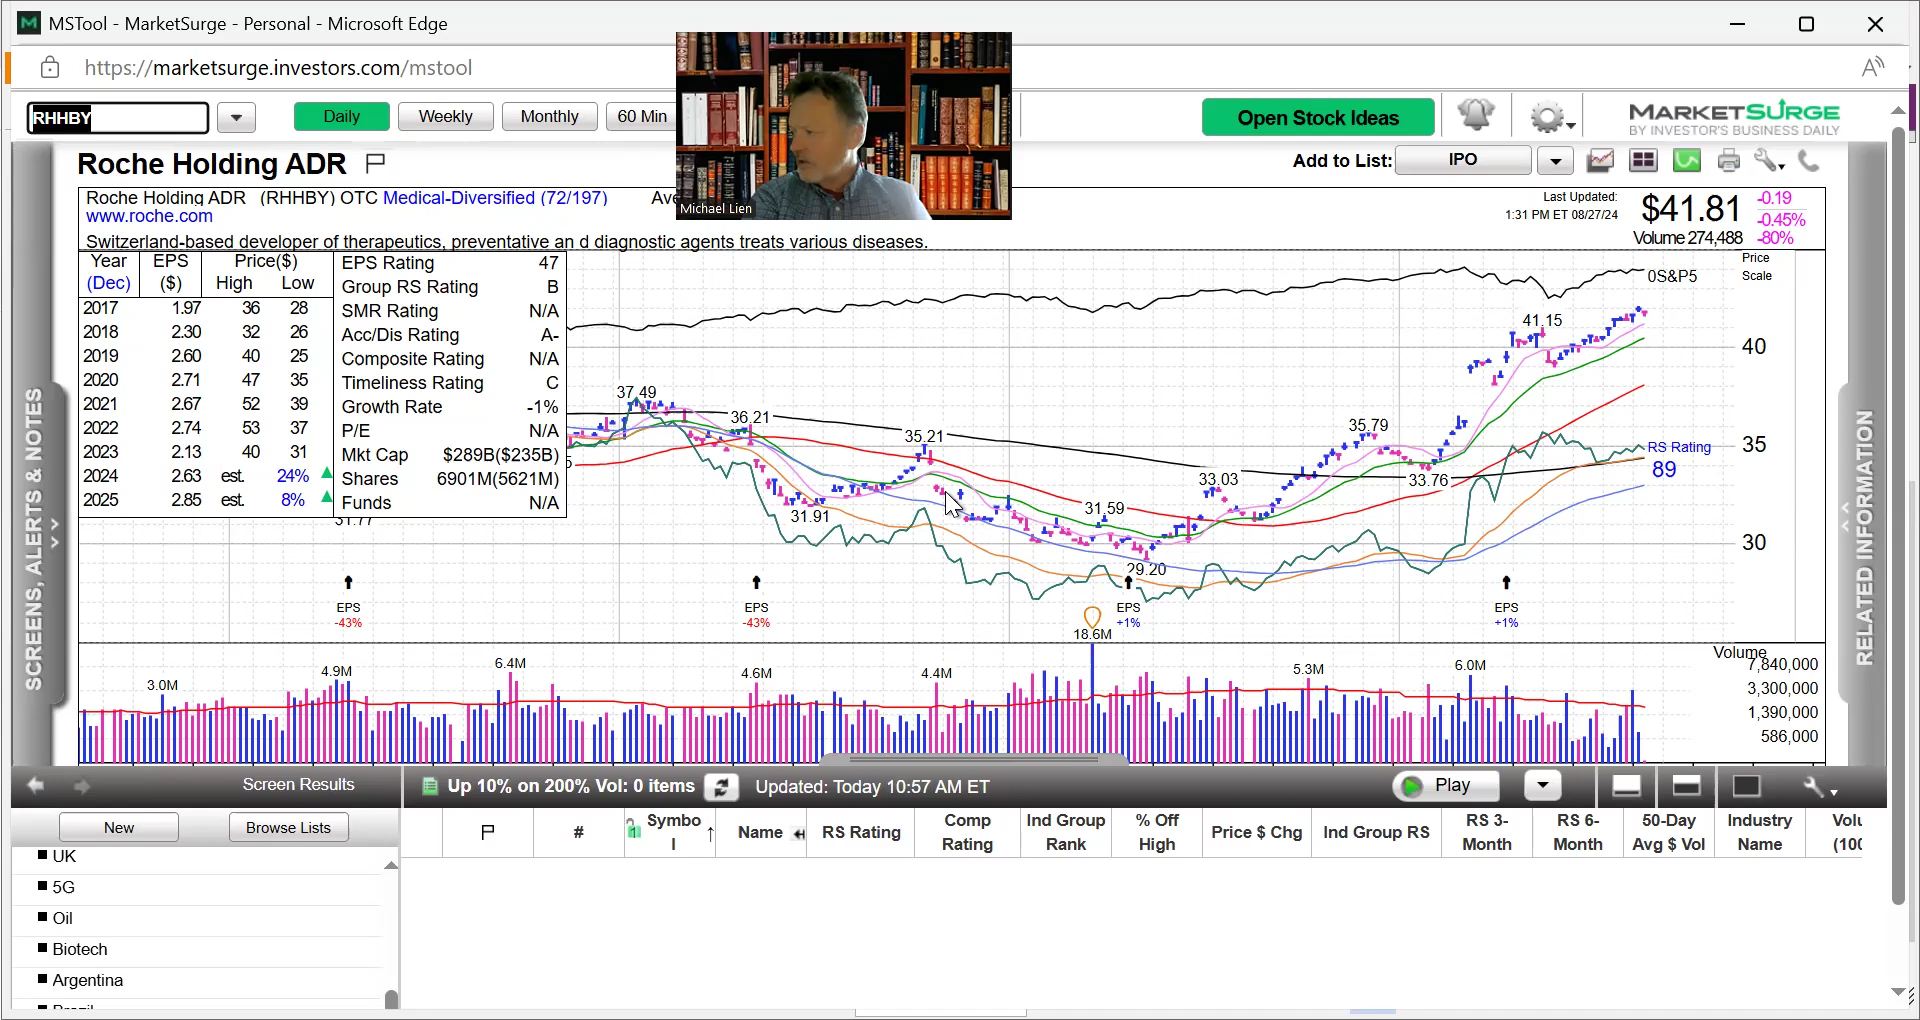 MSTool - MarketSurge - Personal - Microsoft Edge
https://marketsurge.investors.com/mstool
RHHBY Daily Weekly Monthly 60 Min Open Stock Ideas MARKETSURGE
BY INVESTOR'S BUSINESS DAILY
Michael Lien
Roche Holding ADR Add to List: IPO
Roche Holding ADR (RHHBY) OTC Medical-Diversified (72/197) Ave
www.roche.com
Switzerland-based developer of therapeutics, preventative an d diagnostic agents treats various diseases.
Last Updated: $41.81 -0.19
1:31 PM ET 08/27/24 -0.45%
Volume 274,488 -80%
Year EPS Price($)
(Dec) ($) High Low
2017 1.97 36 28
2018 2.30 32 26
2019 2.60 40 25
2020 2.71 47 35
2021 2.67 52 39
2022 2.74 53 37
2023 2.13 40 31
2024 2.63 est. 24%
2025 2.85 est. 8%
EPS Rating 47
Group RS Rating B
SMR Rating N/A
Acc/Dis Rating A-
Composite Rating N/A
Timeliness Rating C
Growth Rate -1%
P/E N/A
Mkt Cap $289B($235B)
Shares 6901M(5621M)
Funds N/A
Price
Scale
0S&P5
41.15
40
37.49
36.21
35.21
35.79
35
RS Rating
89
33.76
33.03
31.59
31.91
31.77
5
30
29.20
EPS EPS EPS EPS
-43% -43% +1% +1%
18.6M
Volume
3.0M 4.9M 6.4M 4.6M 4.4M 5.3M 6.0M
7,840,000
3,300,000
1,390,000
586,000
SCREENS, ALERTS & NOTES
RELATED INFORMATION
Screen Results Up 10% on 200% Vol: 0 items Updated: Today 10:57 AM ET Play
New Browse Lists
# Symbo
l Name RS Rating Comp
Rating Ind Group
Rank % Off
High Price $ Chg Ind Group RS RS 3-
Month RS 6-
Month 50-Day
Avg $ Vol Industry
Name Volu
(100
UK
5G
Oil
Biotech
Argentina